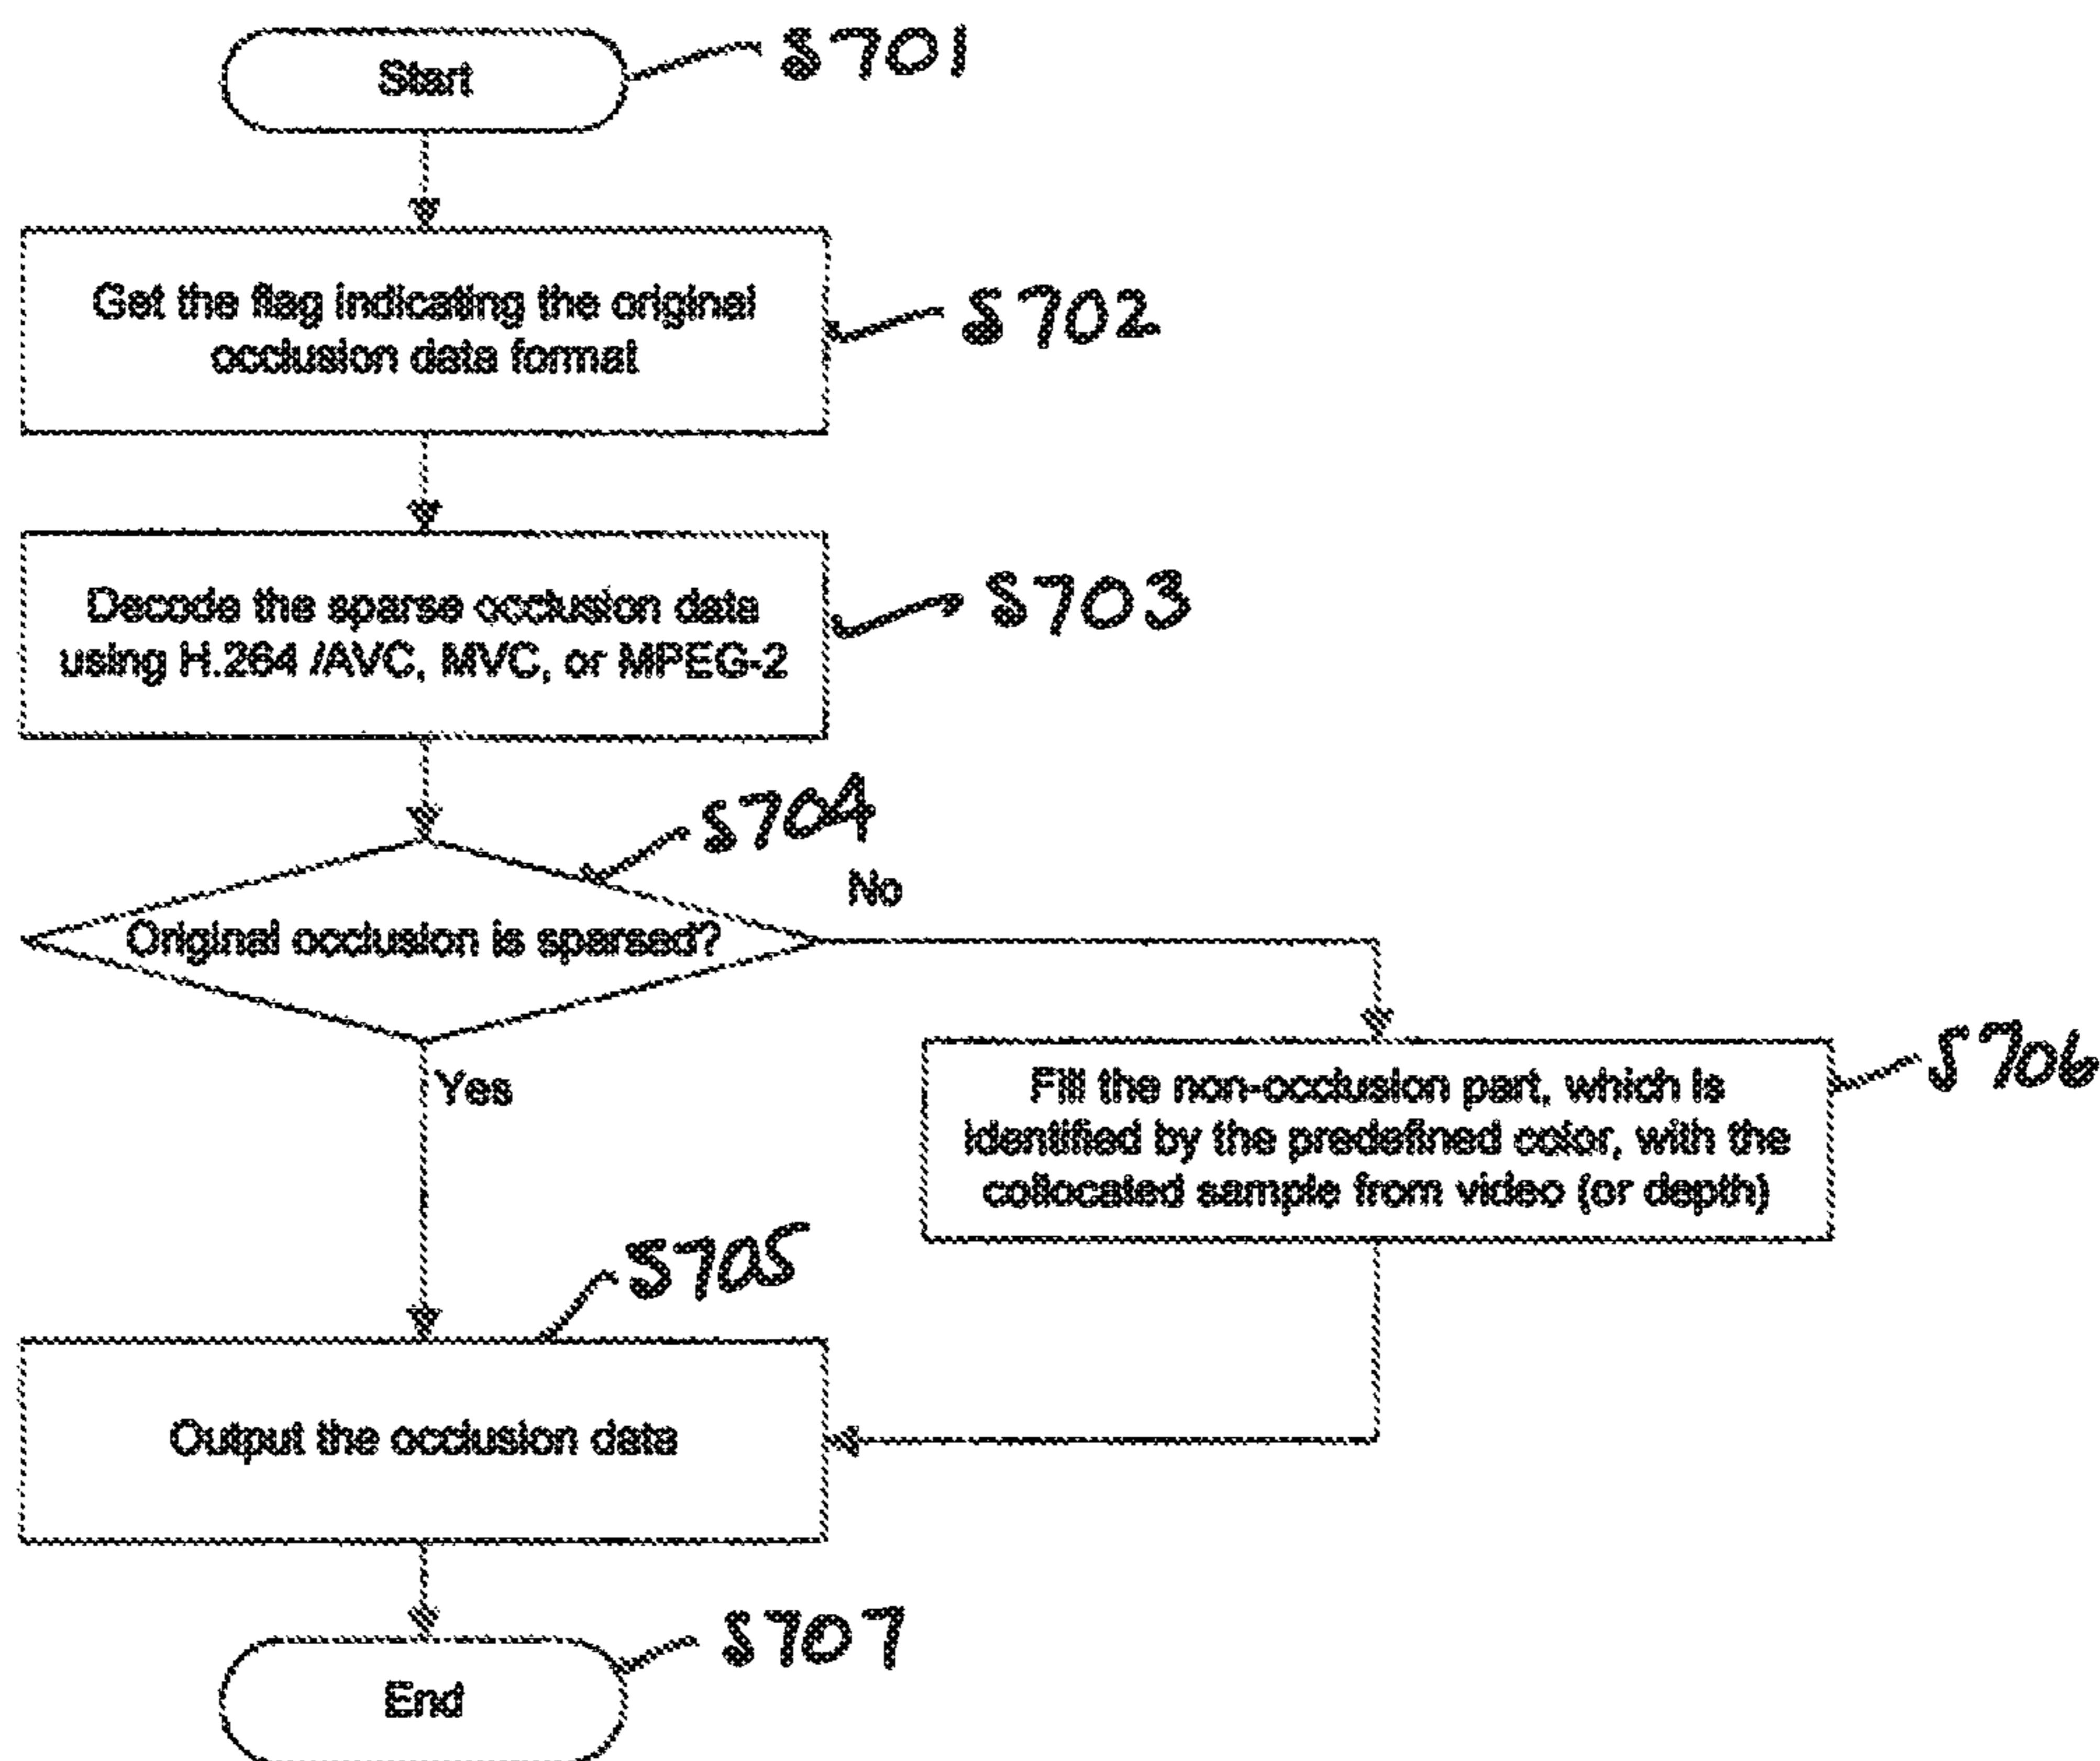 Start
S701
Get the flag indicating the original
occlusion data format
S702
Decode the sparse occlusion data
using H.264 /AVC, MVC, or MPEG-2
S703
S704
Original occlusion is sparsed?
No
Yes
Fill the non-occlusion part, which is
identified by the predefined color, with the
collocated sample from video (or depth)
S706
S705
Output the occlusion data
S707
End